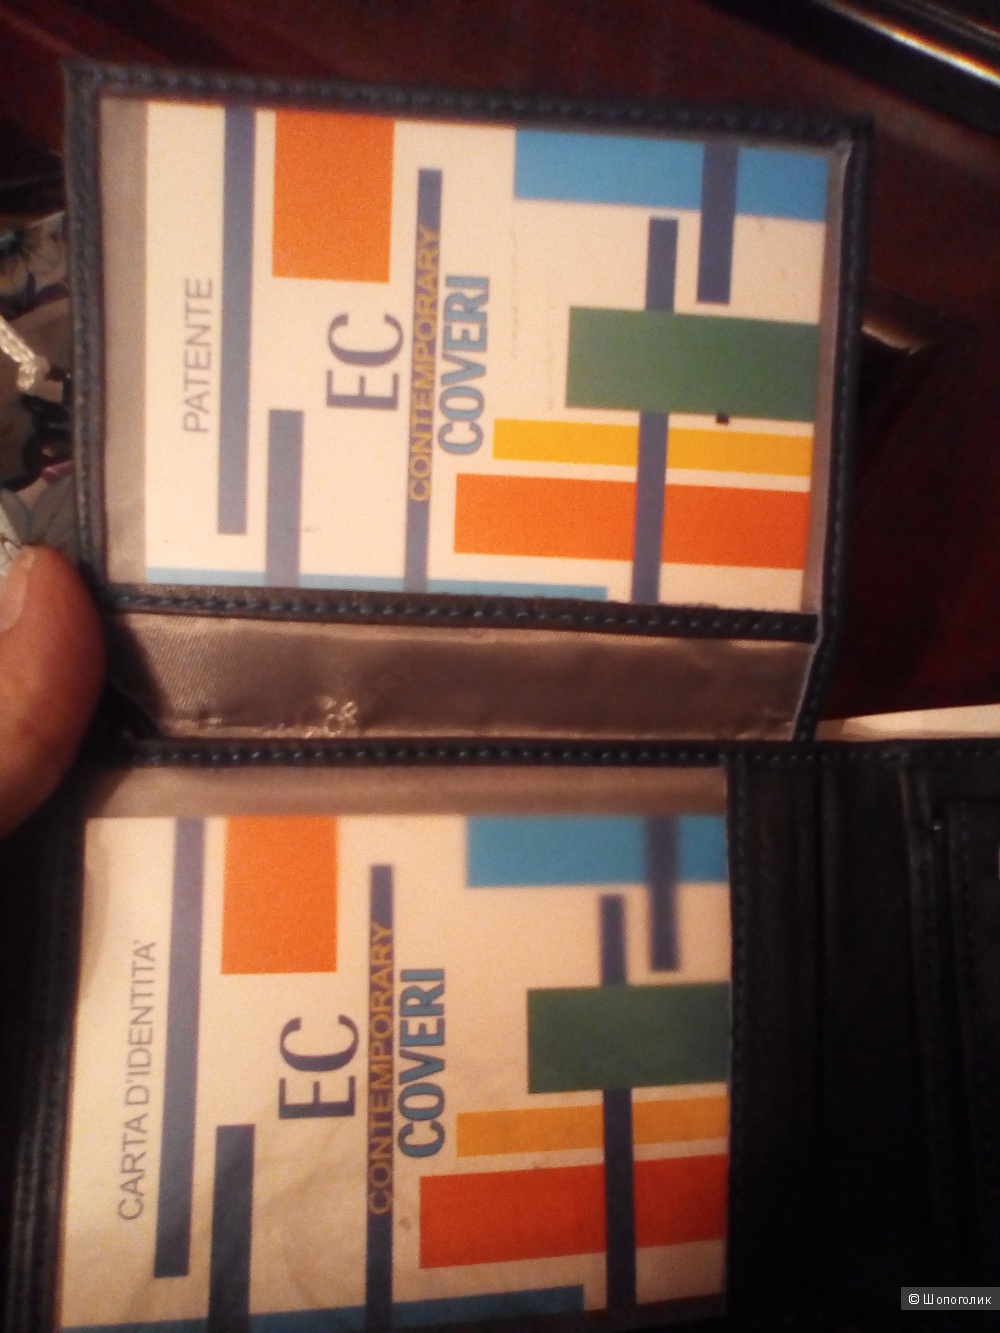 PATENTE
EC
CONTEMPORARY
COVERI
CARTA D'IDENTITA'
EC
CONTEMPORARY
COVERI
© Шопоголик